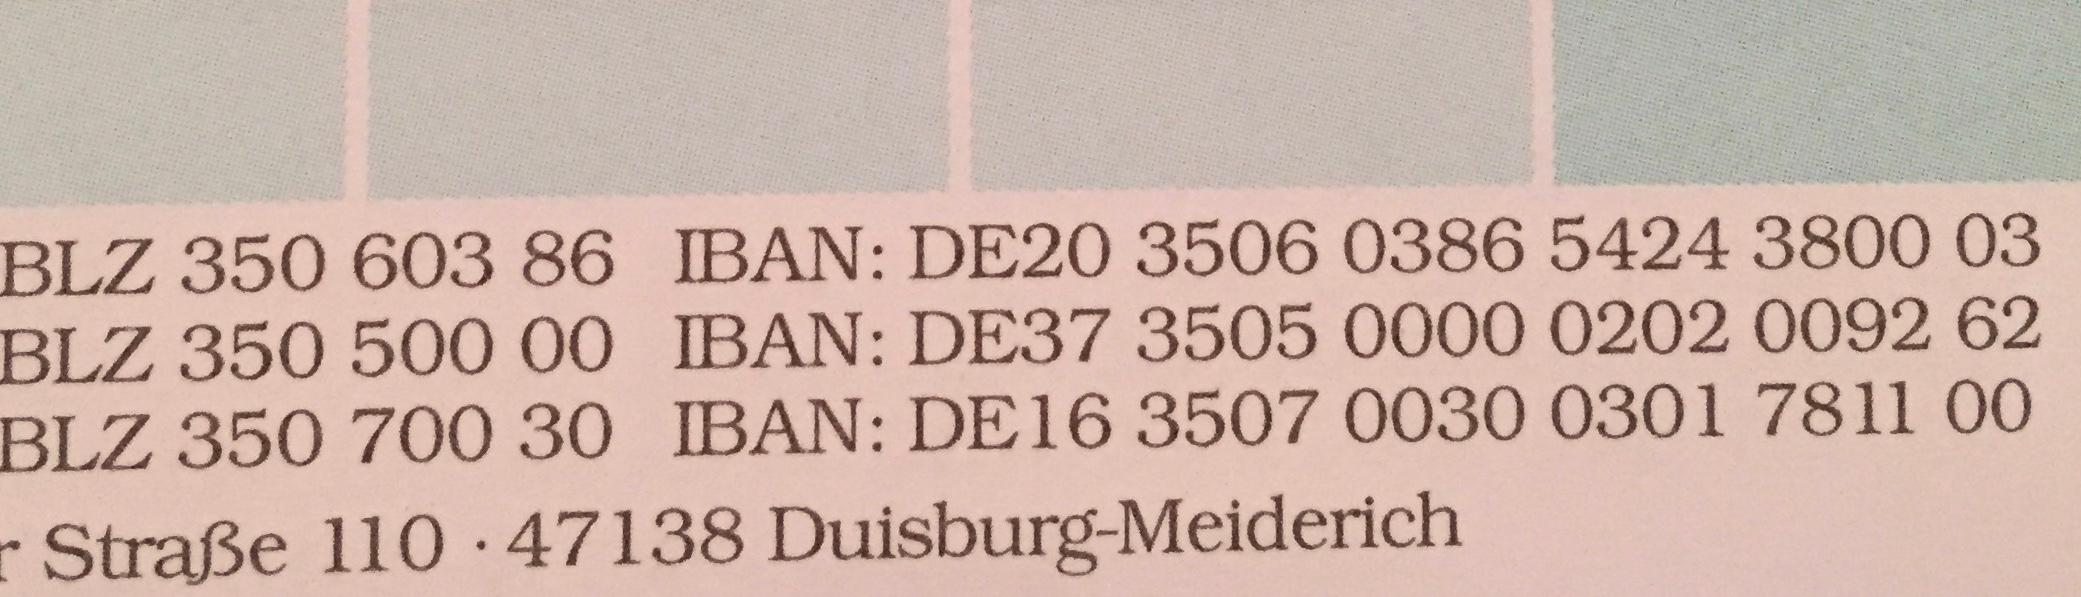 BLZ 350 603 86 IBAN: DE20 3506 0386 5424 3800 03
BLZ 350 500 00 IBAN: DE37 3505 0000 0202 0092 62
BLZ 350 700 30 IBAN: DE16 3507 0030 0301 7811 00
r Straße 110 · 47138 Duisburg-Meiderich